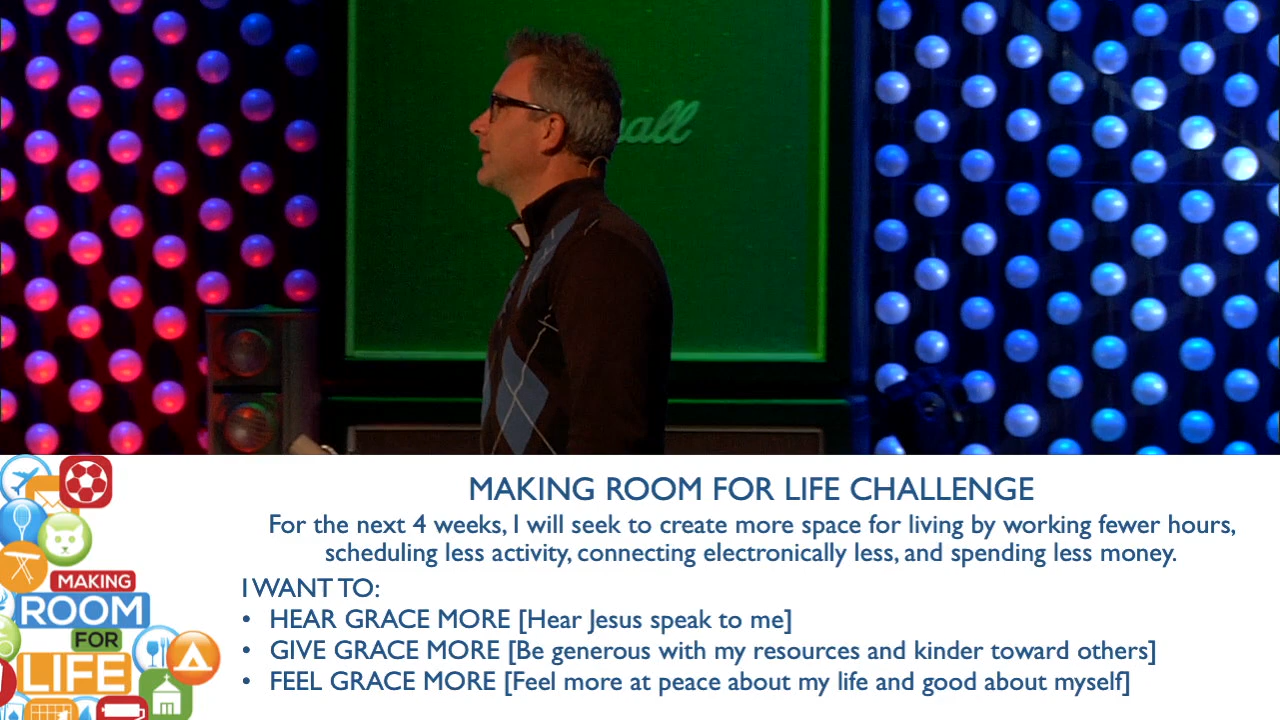 all
MAKING ROOM FOR LIFE CHALLENGE
For the next 4 weeks, I will seek to create more space for living by working fewer hours,
scheduling less activity, connecting electronically less, and spending less money.
I WANT TO:
• HEAR GRACE MORE [Hear Jesus speak to me]
• GIVE GRACE MORE [Be generous with my resources and kinder toward others]
• FEEL GRACE MORE [Feel more at peace about my life and good about myself]
MAKING
ROOM
FOR
LIFE